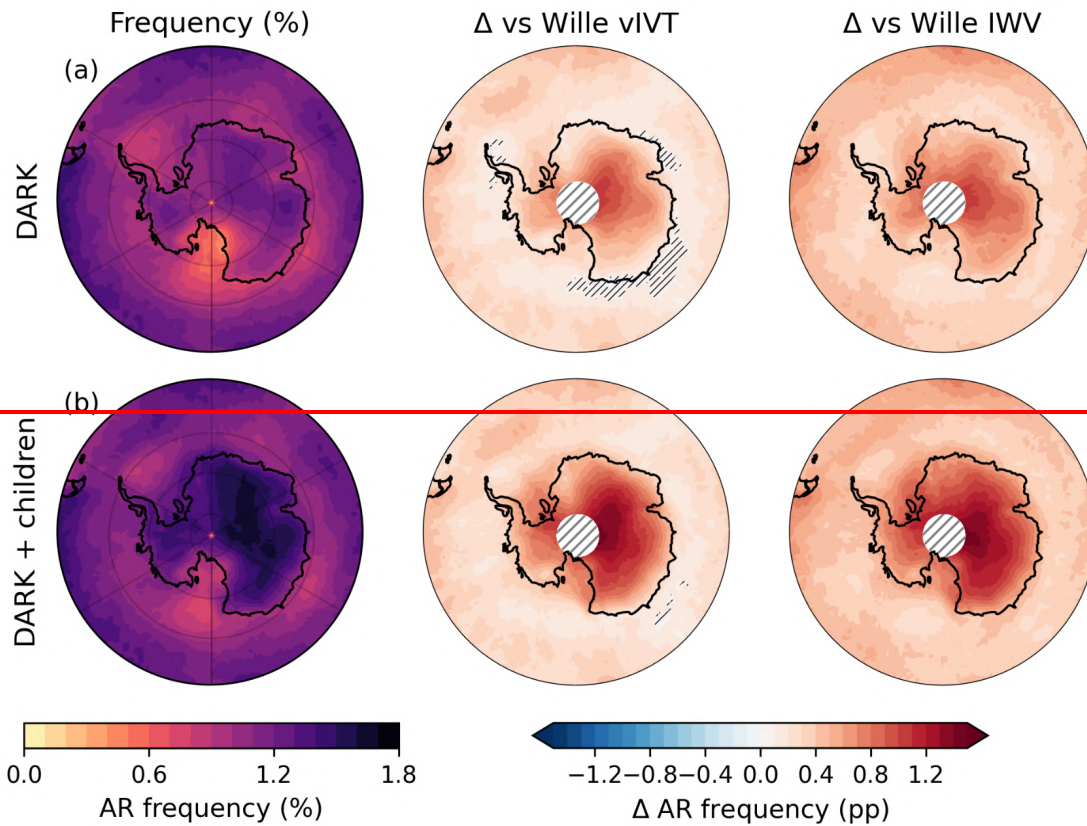 Frequency (%)
Δ vs Wille vIVT
Δ vs Wille IWV
(a)
DARK
(b)
DARK + children
0.0 0.6 1.2 1.8
AR frequency (%)
−1.2 −0.8 −0.4 0.0 0.4 0.8 1.2
Δ AR frequency (pp)